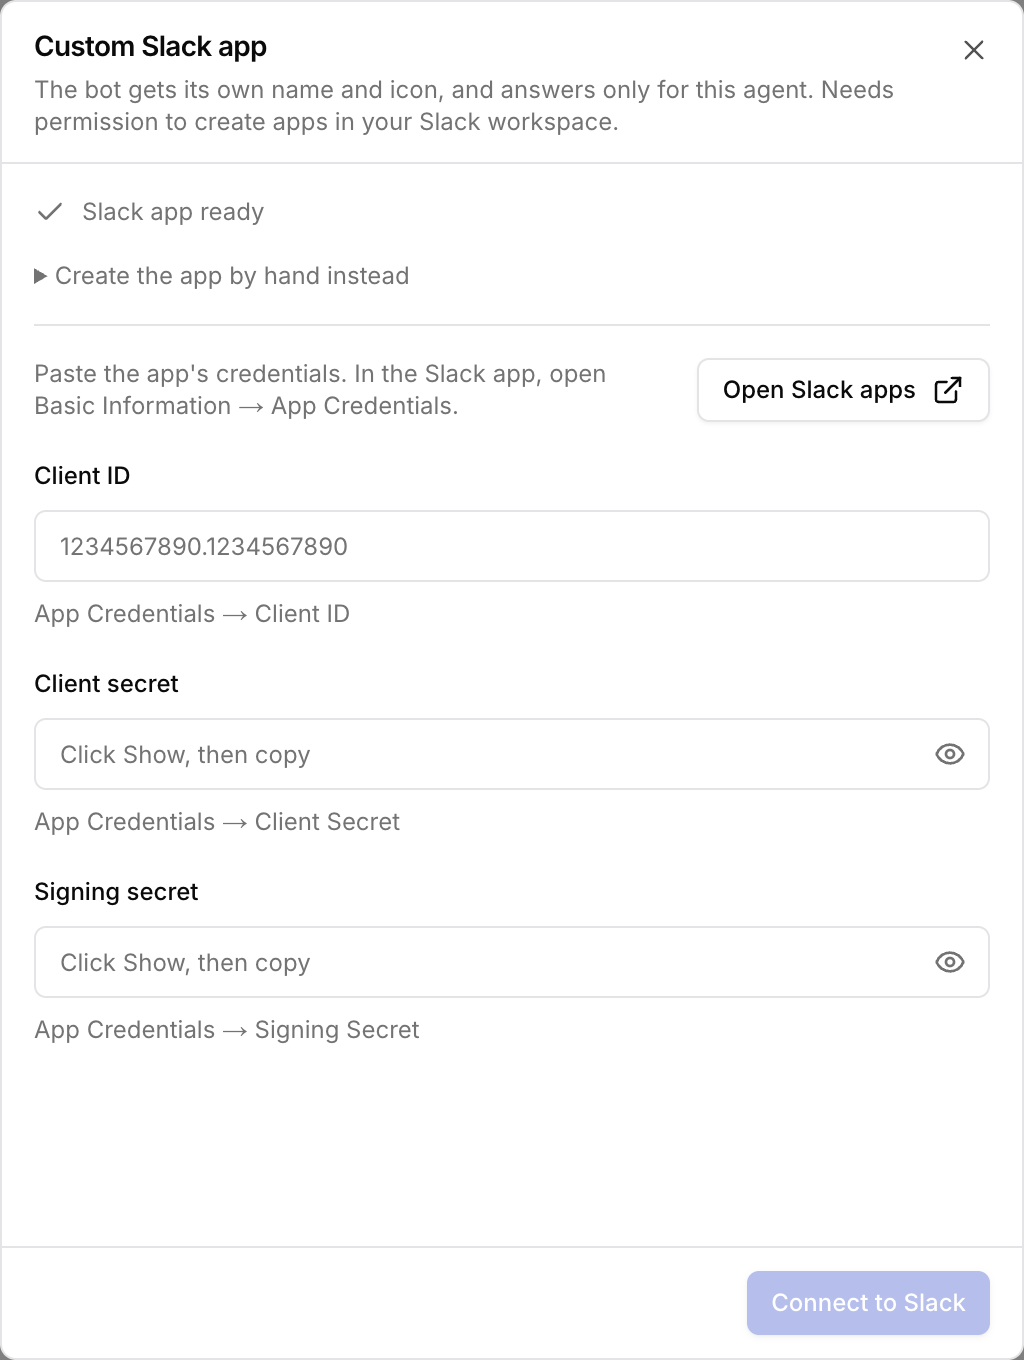 Custom Slack app
The bot gets its own name and icon, and answers only for this agent. Needs
permission to create apps in your Slack workspace.
Slack app ready
Create the app by hand instead
Paste the app's credentials. In the Slack app, open
Basic Information → App Credentials.
Open Slack apps
Client ID
1234567890.1234567890
App Credentials → Client ID
Client secret
Click Show, then copy
App Credentials → Client Secret
Signing secret
Click Show, then copy
App Credentials → Signing Secret
Connect to Slack